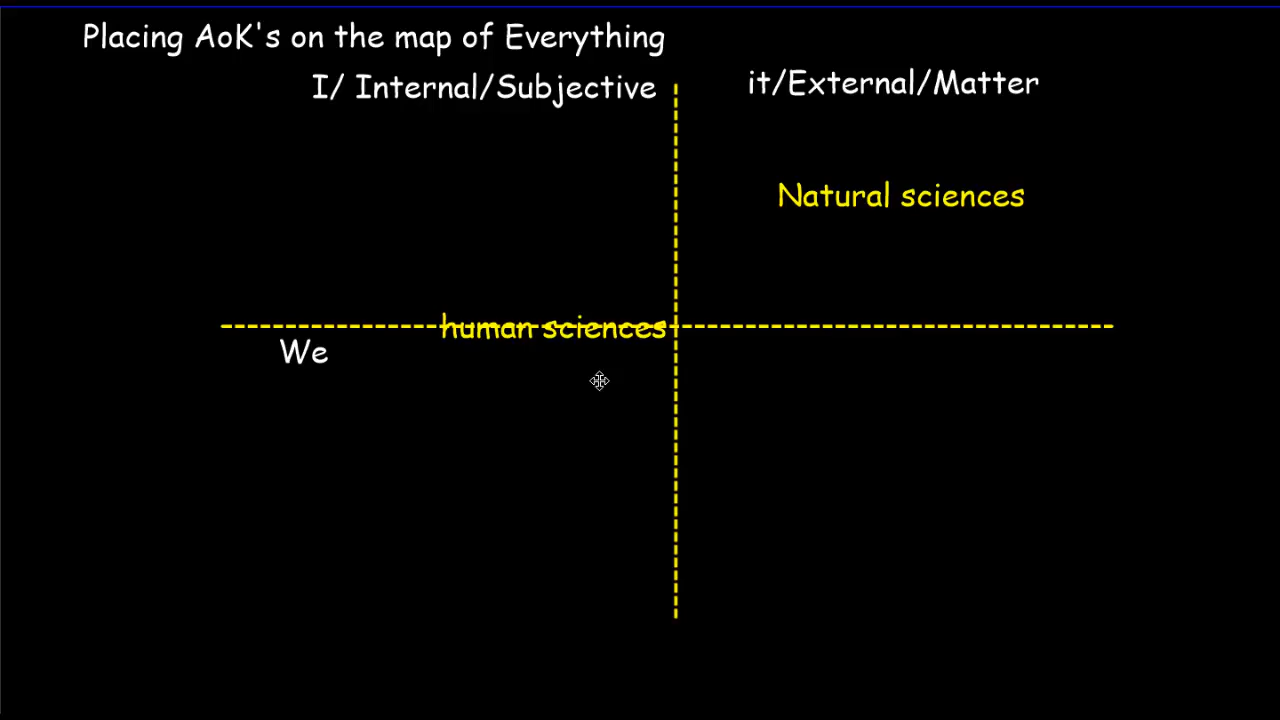 Placing AoK's on the map of Everything
I/ Internal/Subjective
it/External/Matter
Natural sciences
human sciences
We